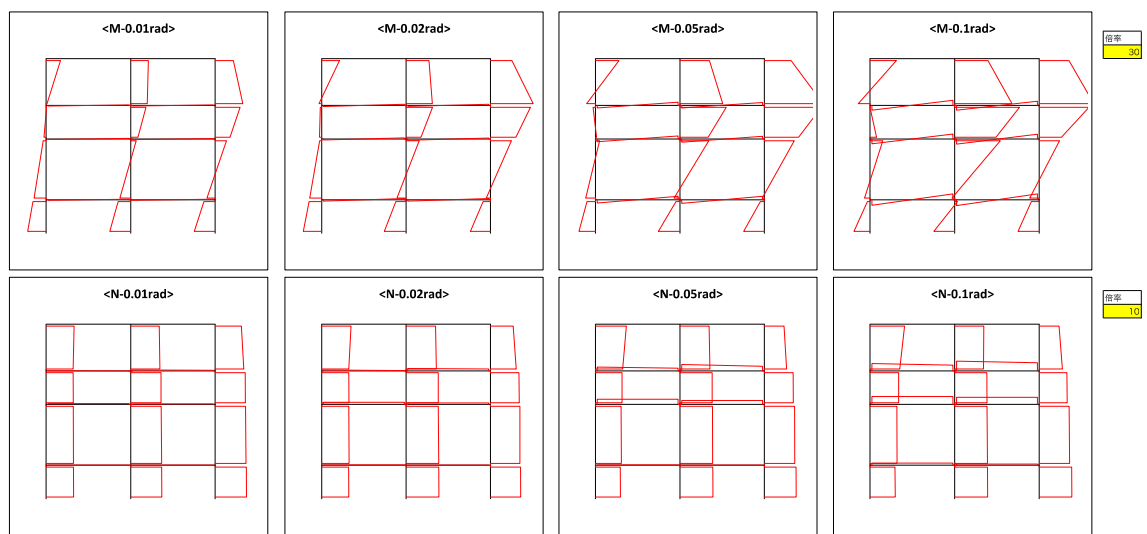 <M-0.01rad>
<M-0.02rad>
<M-0.05rad>
<M-0.1rad>
倍率
30
<N-0.01rad>
<N-0.02rad>
<N-0.05rad>
<N-0.1rad>
倍率
10